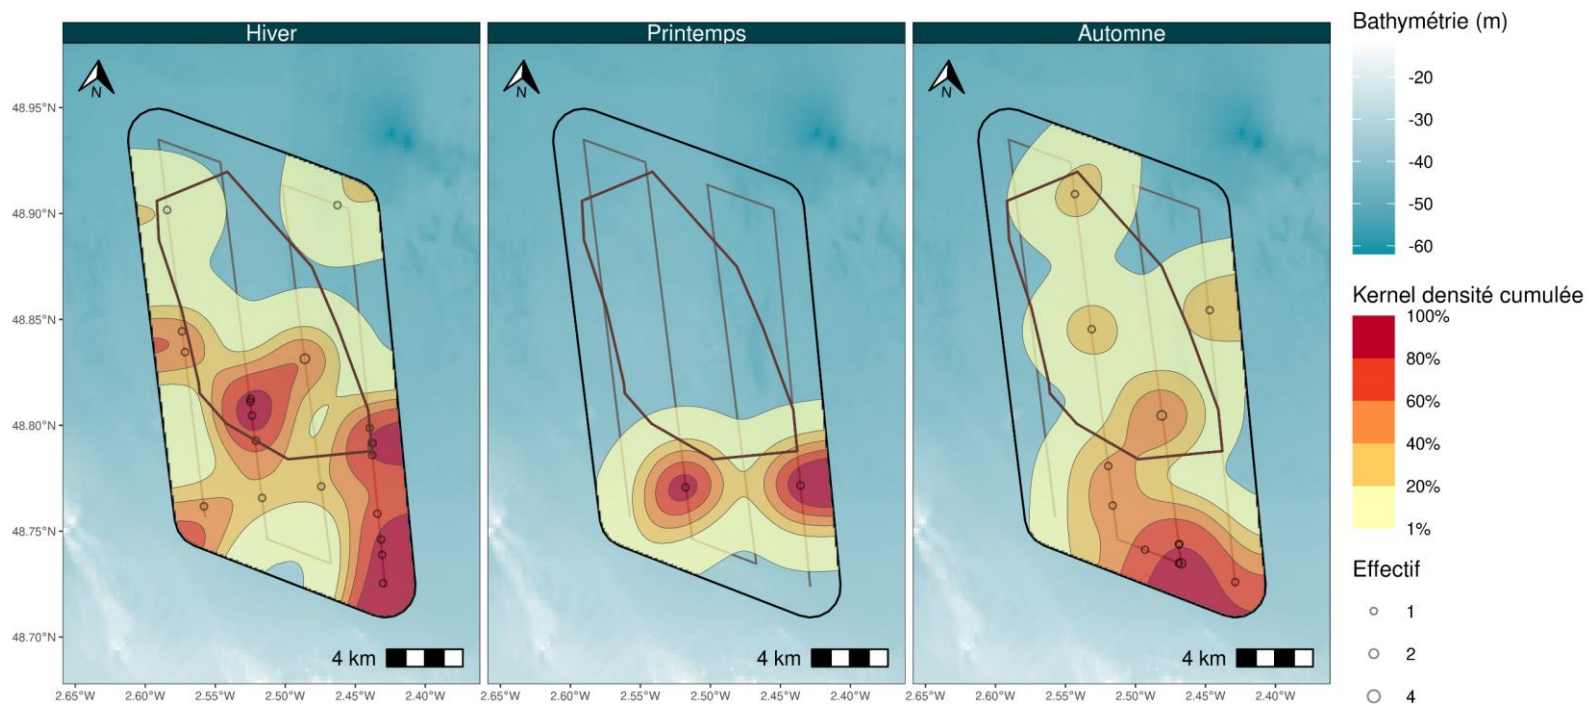 Hiver
Printemps
Automne
N
N
N
48.95°N
48.90°N
48.85°N
48.80°N
48.75°N
48.70°N
4 km
4 km
4 km
2.65°W 2.60°W 2.55°W 2.50°W 2.45°W 2.40°W
2.65°W 2.60°W 2.55°W 2.50°W 2.45°W 2.40°W
2.65°W 2.60°W 2.55°W 2.50°W 2.45°W 2.40°W
Bathymétrie (m)
-20
-30
-40
-50
-60
Kernel densité cumulée
100%
80%
60%
40%
20%
1%
Effectif
1
2
4